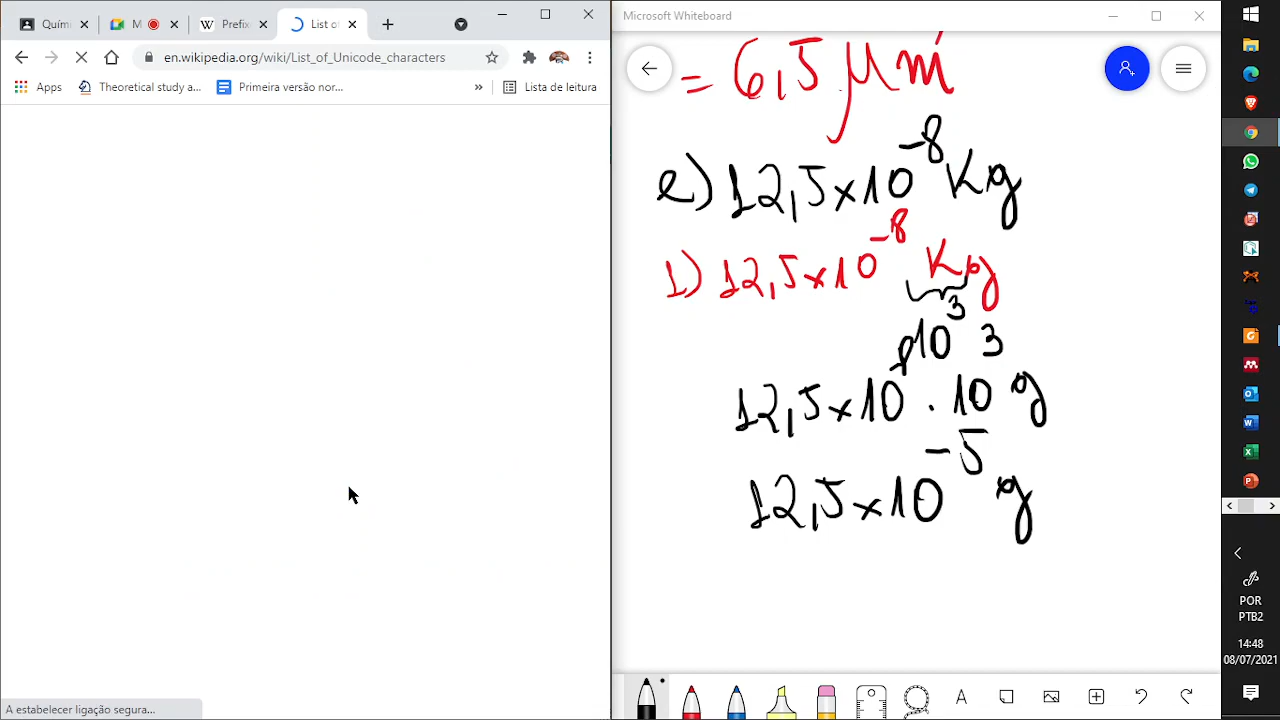 Quími
M
Prefix
List of
en.wikipedia.org/wiki/List_of_Unicode_characters
Theoretical study a...
Primeira versão nor...
»
Lista de leitura
A estabelecer ligação segura...
Microsoft Whiteboard
= 6,5 μm
e) 12,5 x 10^-8 Kg
1) 12,5 x 10^-8 Kg
10^3
12,5 x 10^-8 . 10^3 g
12,5 x 10^-5 g
POR
PTB2
14:48
08/07/2021